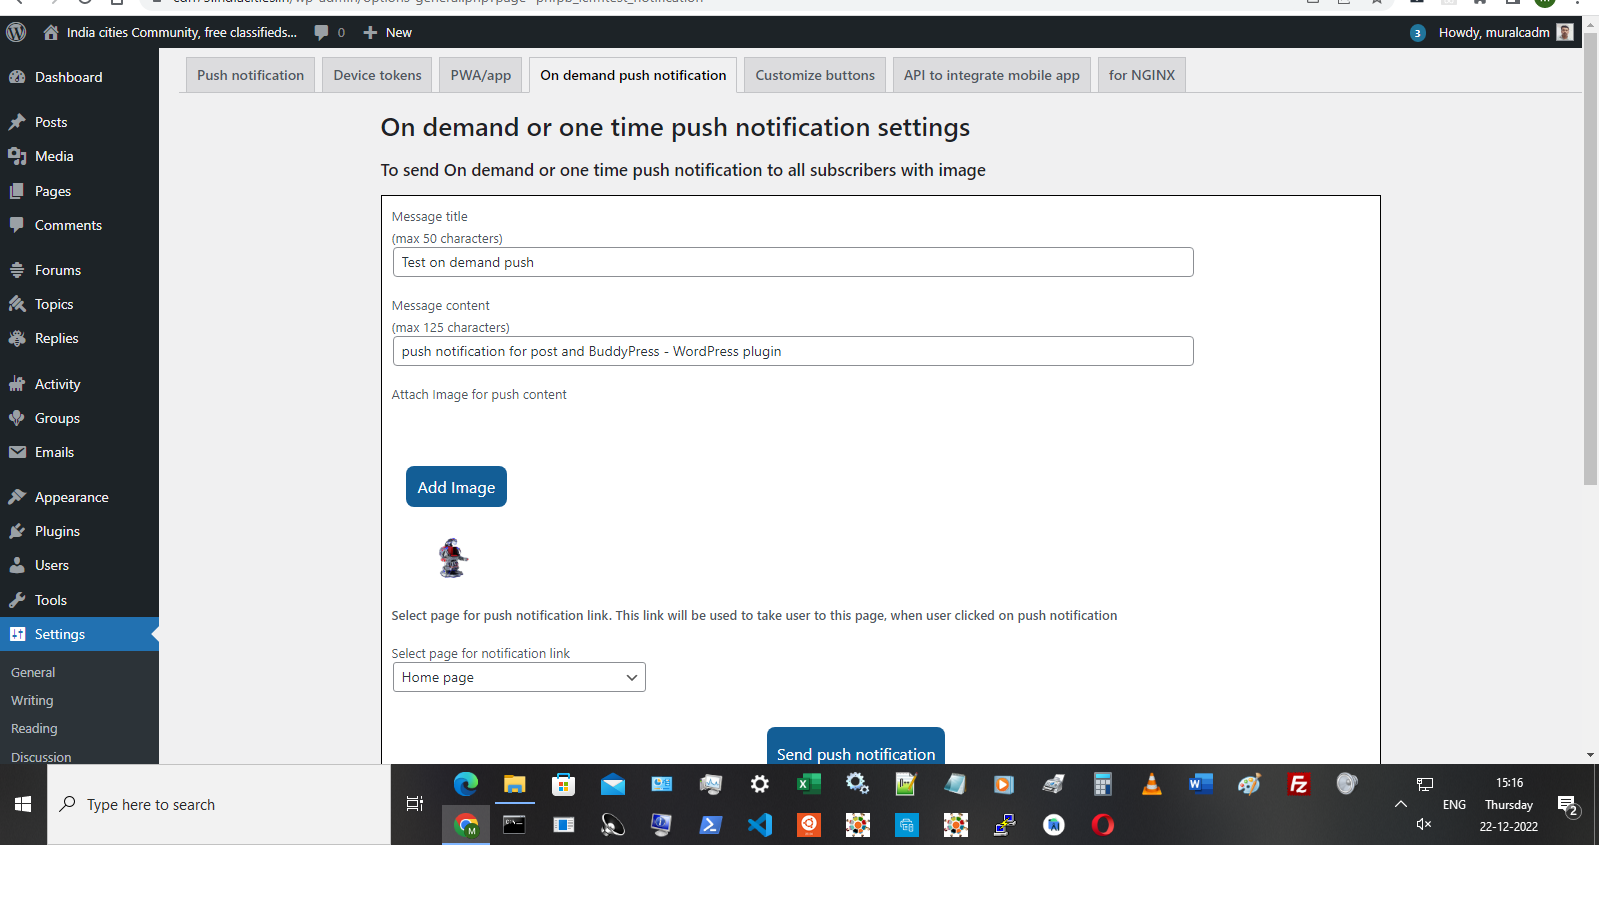 India cities Community, free classifieds... 0 New 3 Howdy, muralcadm
Push notification Device tokens PWA/app On demand push notification Customize buttons API to integrate mobile app for NGINX
Dashboard
Posts
Media
Pages
Comments
Forums
Topics
Replies
Activity
Groups
Emails
Appearance
Plugins
Users
Tools
Settings
General
Writing
Reading
Discussion
On demand or one time push notification settings
To send On demand or one time push notification to all subscribers with image
Message title
(max 50 characters)
Test on demand push
Message content
(max 125 characters)
push notification for post and BuddyPress - WordPress plugin
Attach Image for push content
Add Image
Select page for push notification link. This link will be used to take user to this page, when user clicked on push notification
Select page for notification link
Home page
Send push notification
Type here to search
ENG
15:16
Thursday
22-12-2022
2